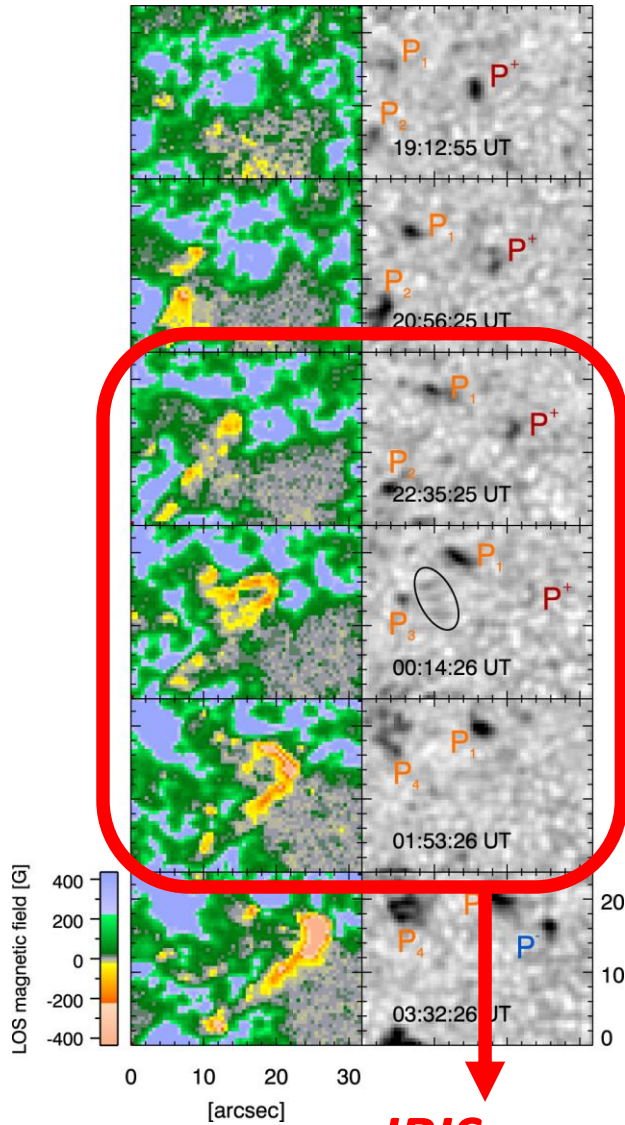 P1
P+
P2
19:12:55 UT
P1
P+
P2
20:56:25 UT
P1
P+
P2
22:35:25 UT
P1
P+
P3
00:14:26 UT
P1
P4
01:53:26 UT
P
P4
P-
03:32:26 UT
LOS magnetic field [G]
400
200
0
-200
-400
20
10
0
0 10 20 30
[arcsec]